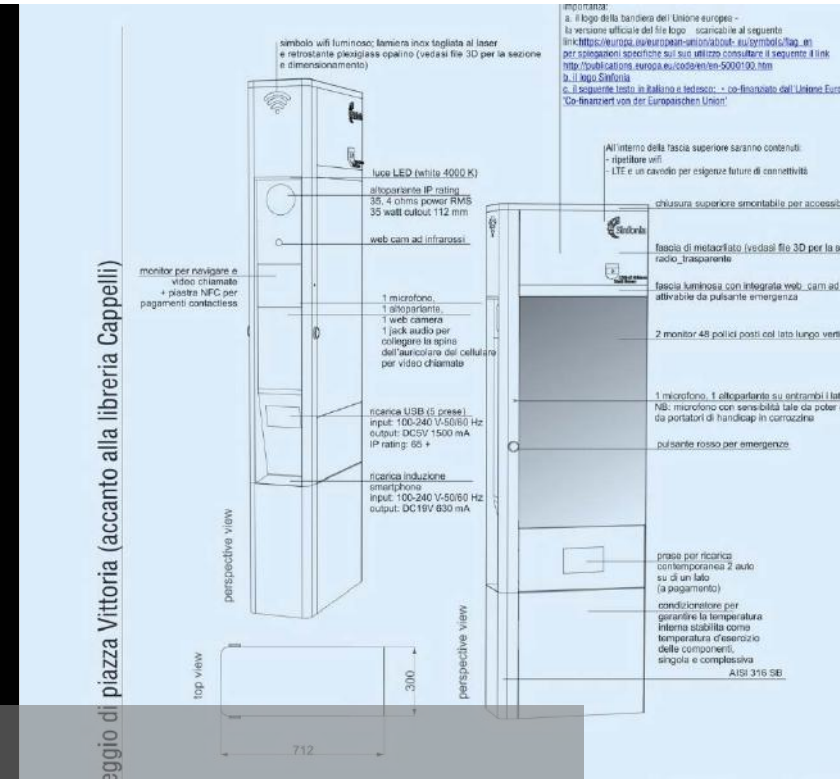 importanza:
a. il logo della bandiera dell'Unione europea -
la versione ufficiale del file logo scaricabile al seguente
link:https://europa.eu/european-union/about- eu/symbols/flag_en
per spiegazioni specifiche sul suo utilizzo consultare il seguente il link
http://publications.europa.eu/code/en/en-5000100.htm
b. il logo Sinfonia
c. il seguente testo in italiano e tedesco: • co-finanziato dall'Unione Euro
'Co-finanziert von der Europaischen Union'
simbolo wifi luminoso; lamiera inox tagliata al laser
e retrostante plexiglass opalino (vedasi file 3D per la sezione
e dimensionamento)
All'interno della fascia superiore saranno contenuti:
- ripetitore wifi
- LTE e un cavedio per esigenze future di connettività
luce LED (white 4000 K)
altoparlante IP rating
35, 4 ohms power RMS
35 watt cutout 112 mm
web cam ad infrarossi
monitor per navigare e
video chiamate
+ piastra NFC per
pagamenti contactless
1 microfono,
1 altoparlante,
1 web camera
1 jack audio per
collegare la spina
dell'auricolare del cellulare
per video chiamate
ricarica USB (5 prese)
input: 100-240 V-50/60 Hz
output: DC5V 1500 mA
IP rating: 65 +
ricarica induzione
smartphone
input: 100-240 V-50/60 Hz
output: DC19V 630 mA
perspective view
chiusura superiore smontabile per accessib
Sinfonia
fascia di metacrilato (vedasi file 3D per la s
radio_trasparente
fascia luminosa con integrata web_cam ad
attivabile da pulsante emergenza
2 monitor 48 pollici posti col lato lungo verti
1 microfono, 1 altoparlante su entrambi i lat
NB: microfono con sensibilità tale da poter
da portatori di handicap in carrozzina
pulsante rosso per emergenze
prese per ricarica
contemporanea 2 auto
su di un lato
(a pagamento)
condizionatore per
garantire la temperatura
interna stabilita come
temperatura d'esercizio
delle componenti,
singola e complessiva
AISI 316 SB
perspective view
top view
300
712
eggio di piazza Vittoria (accanto alla libreria Cappelli)